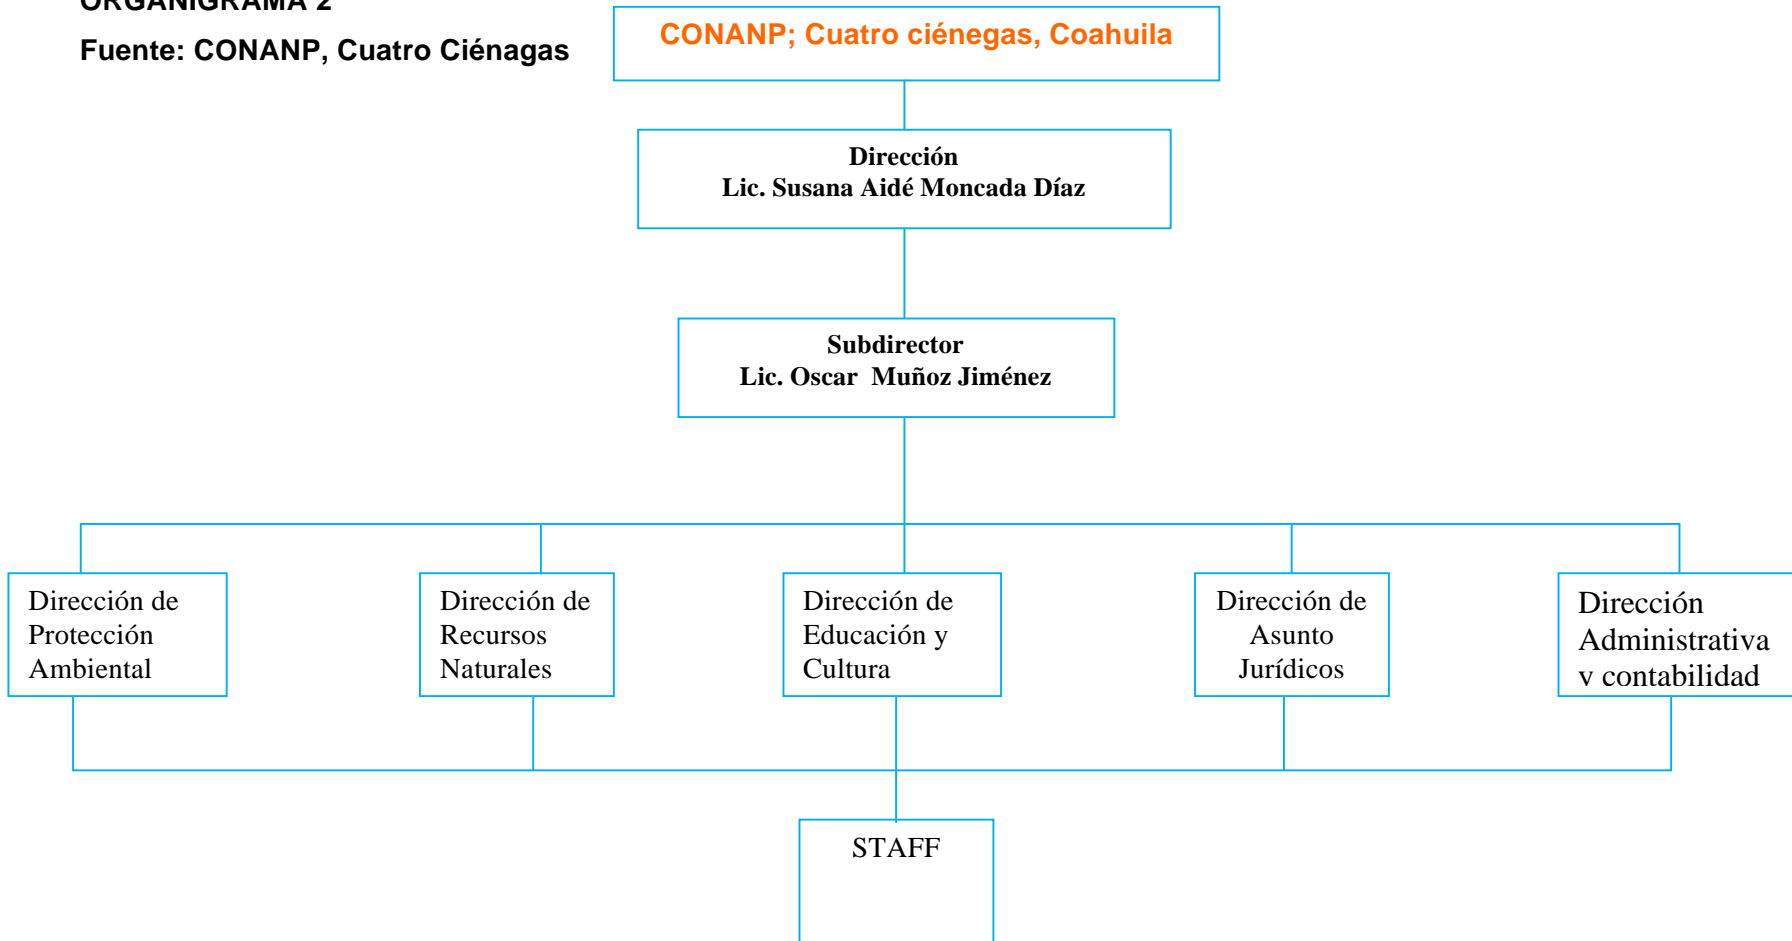 ORGANIGRAMA 2
Fuente: CONANP, Cuatro Ciénagas
CONANP; Cuatro ciénegas, Coahuila
Dirección
Lic. Susana Aidé Moncada Díaz
Subdirector
Lic. Oscar  Muñoz Jiménez
Dirección de
Protección
Ambiental
Dirección de
Recursos
Naturales
Dirección de
Educación y
Cultura
Dirección de
Asunto
Jurídicos
Dirección
Administrativa
y contabilidad
STAFF